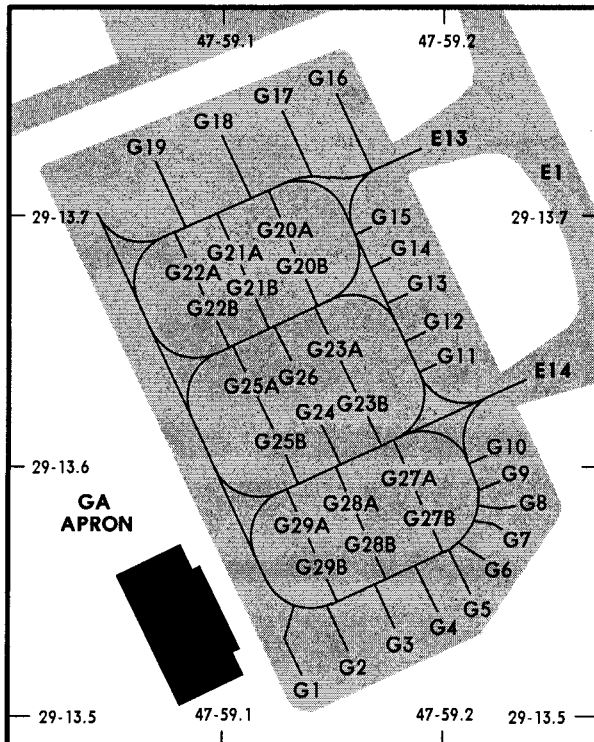 47-59.1
47-59.2
G16
G17
G18
G19
E13
E1
29-13.7
29-13.7
G15
G20A
G21A
G22A
G20B
G21B
G22B
G14
G13
G12
G11
G23A
G26
G25A
G23B
G24
G25B
E14
29-13.6
G10
G9
G8
G7
G6
G27A
G28A
G29A
G27B
G28B
G29B
GA
APRON
G5
G4
G3
G2
G1
29-13.5
47-59.1
47-59.2
29-13.5